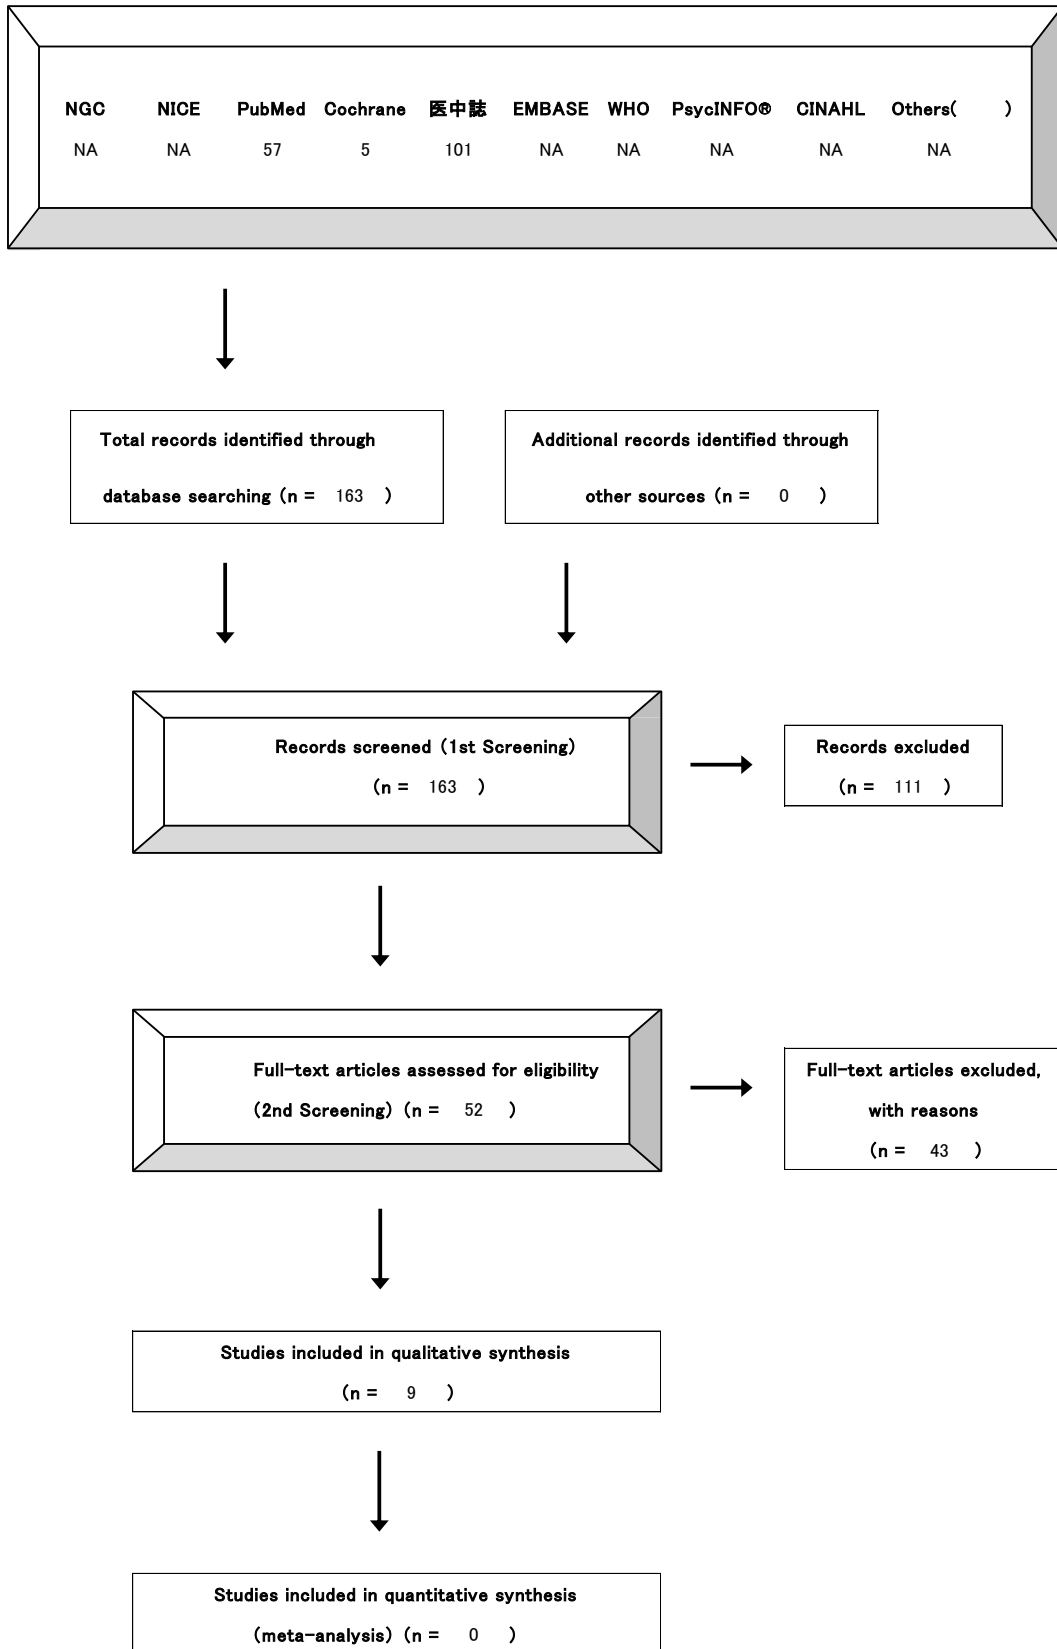 NGC NICE PubMed Cochrane 医中誌 EMBASE WHO PsycINFO® CINAHL Others( )
NA NA 57 5 101 NA NA NA NA NA
Total records identified through
database searching (n = 163 )
Additional records identified through
other sources (n = 0 )
Records screened (1st Screening)
(n = 163 )
Records excluded
(n = 111 )
Full-text articles assessed for eligibility
(2nd Screening) (n = 52 )
Full-text articles excluded,
with reasons
(n = 43 )
Studies included in qualitative synthesis
(n = 9 )
Studies included in quantitative synthesis
(meta-analysis) (n = 0 )